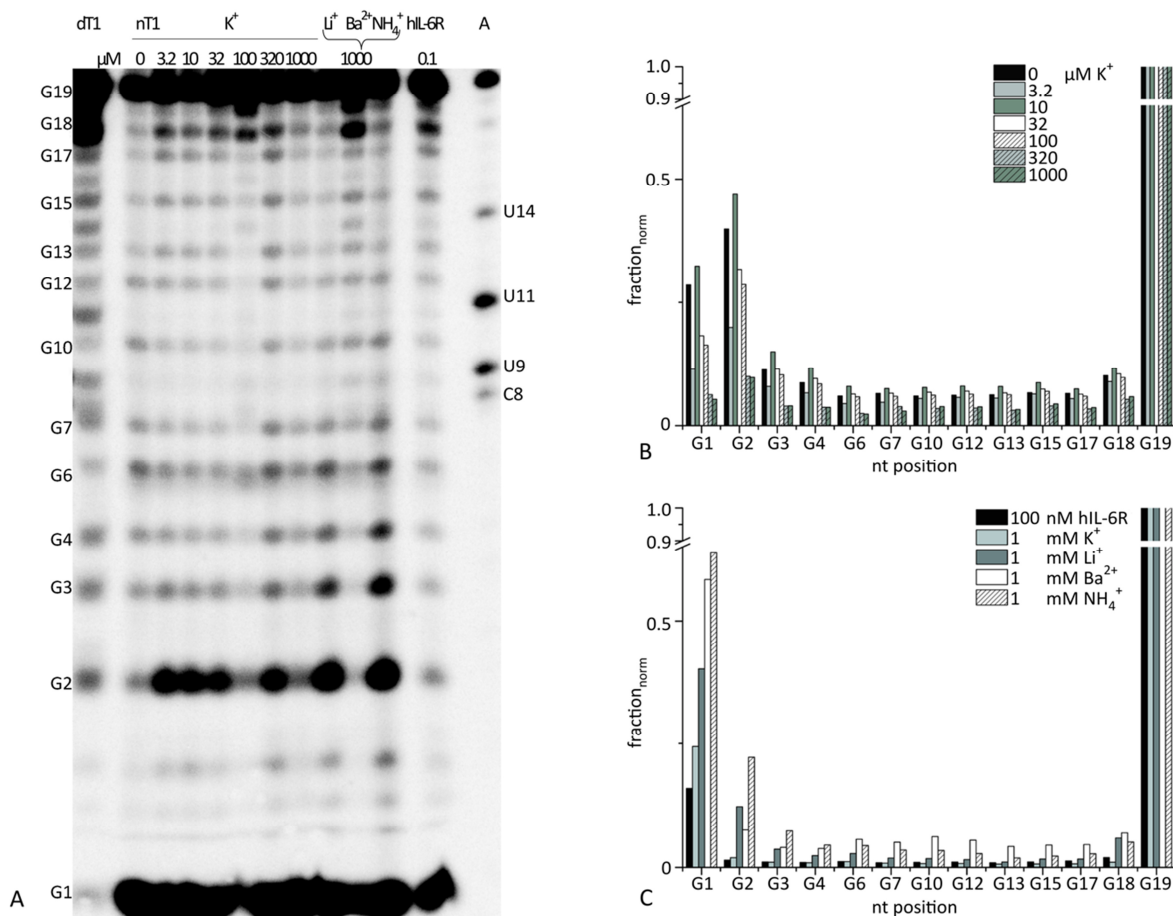 dT1 nT1 K+ Li+ Ba2+ NH4+ hIL-6R A
μM 0 3.2 10 32 100 320 1000 1000 0.1
G19
G18
G17
G15
U14
G13
G12
U11
G10
U9
C8
G7
G6
G4
G3
G2
G1
A
1.0
0.9
0.5
0
fractionnorm
0 μM K+
3.2
10
32
100
320
1000
G1 G2 G3 G4 G6 G7 G10 G12 G13 G15 G17 G18 G19
nt position
B
1.0
0.9
0.5
0
fractionnorm
100 nM hIL-6R
1 mM K+
1 mM Li+
1 mM Ba2+
1 mM NH4+
G1 G2 G3 G4 G6 G7 G10 G12 G13 G15 G17 G18 G19
nt position
C